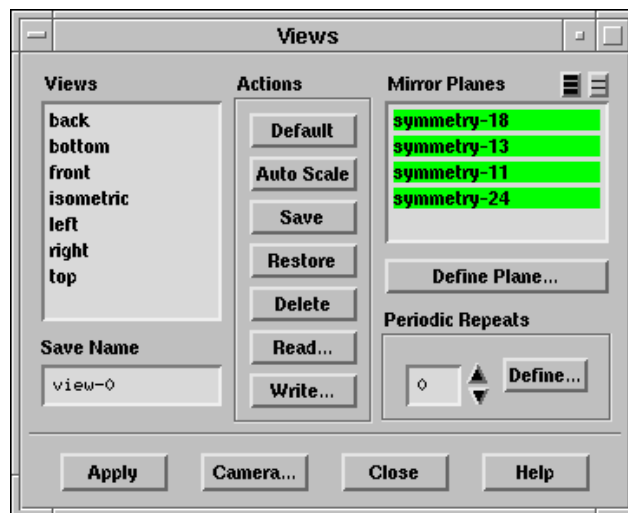 Views
Views
back
bottom
front
isometric
left
right
top
Save Name
view-0
Actions
Default
Auto Scale
Save
Restore
Delete
Read...
Write...
Mirror Planes
symmetry-18
symmetry-13
symmetry-11
symmetry-24
Define Plane...
Periodic Repeats
0
Define...
Apply
Camera...
Close
Help